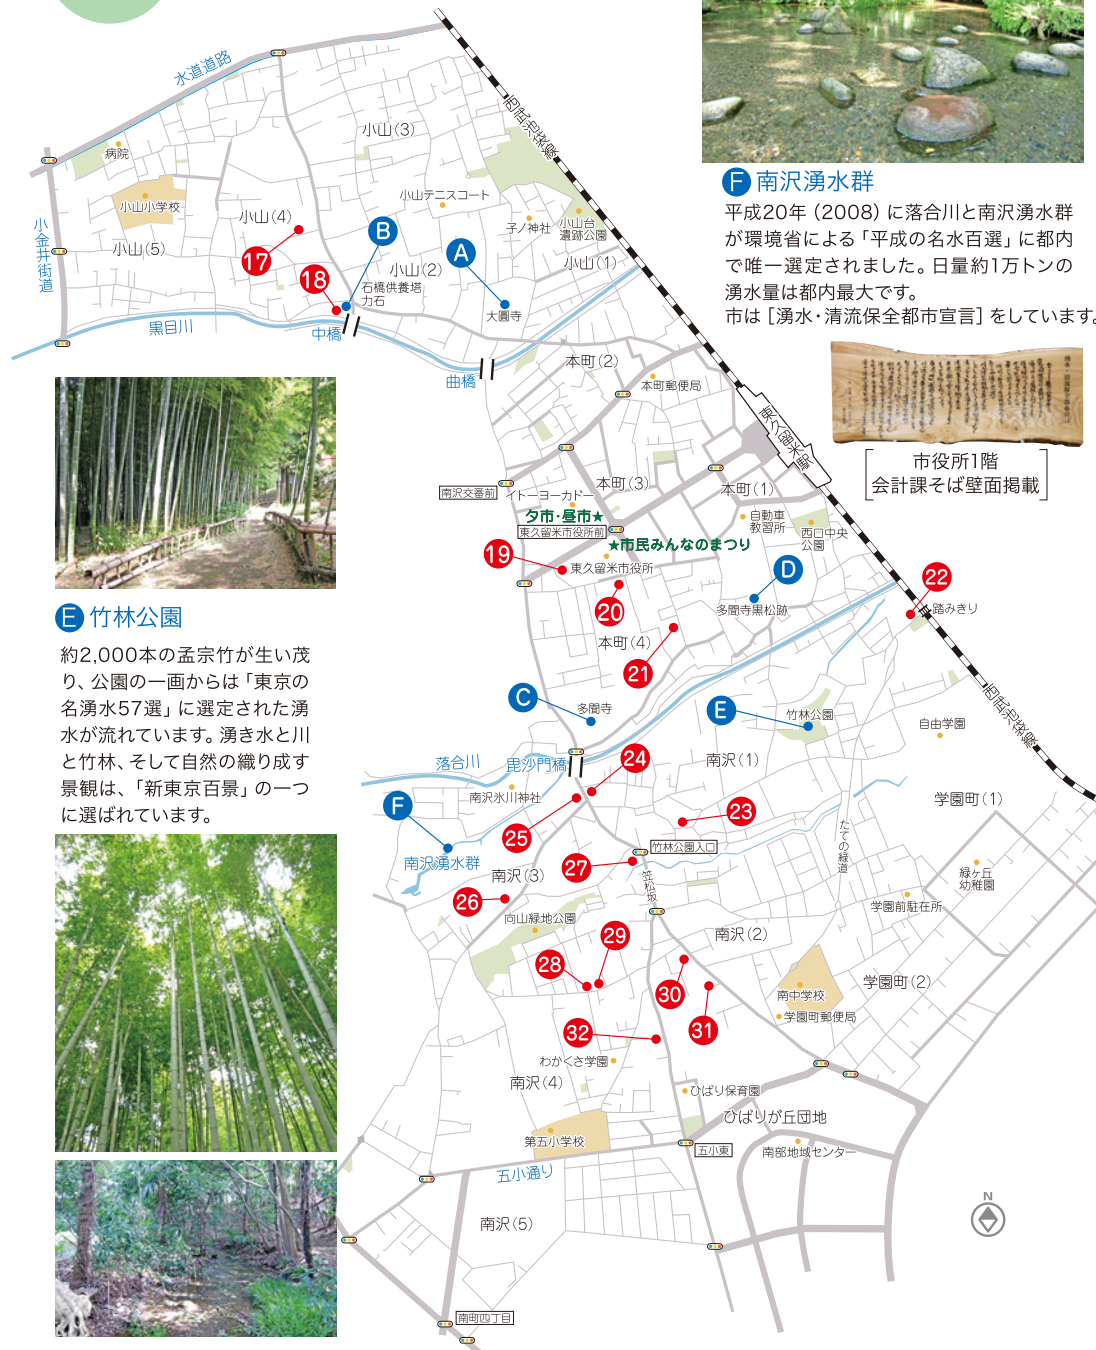 水道道路
西武池袋線
病院
小山小学校
小金井街道
小山(3)
小山(4)
小山(5)
小山テニスコート
子ノ神社
小山台
遺跡公園
小山(2)
小山(1)
17
18
B
A
石橋供養塔
力石
大圓寺
黒目川
中橋
曲橋
F 南沢湧水群
平成20年（2008）に落合川と南沢湧水群
が環境省による「平成の名水百選」に都内
で唯一選定されました。日量約1万トンの
湧水量は都内最大です。
市は［湧水・清流保全都市宣言］をしています。
市役所1階
会計課そば壁面掲載
本町(2)
本町郵便局
東久留米駅
本町(3)
本町(1)
南沢交番前
イトーヨーカドー
夕市・昼市★
東久留米市役所前
★市民みんなのまつり
自動車
教習所
西口中央
公園
19
東久留米市役所
20
D
多聞寺黒松跡
22
踏みきり
本町(4)
21
C
多聞寺
E
竹林公園
西武池袋線
自由学園
E 竹林公園
約2,000本の孟宗竹が生い茂
り、公園の一画からは「東京の
名湧水57選」に選定された湧
水が流れています。湧き水と川
と竹林、そして自然の織り成す
景観は、「新東京百景」の一つ
に選ばれています。
落合川
毘沙門橋
24
南沢(1)
南沢氷川神社
F
25
23
学園町(1)
南沢湧水群
竹林公園入口
たての緑道
27
笠松坂
南沢(3)
26
緑ヶ丘
幼稚園
学園前駐在所
向山緑地公園
29
28
南沢(2)
30
31
学園町(2)
南中学校
学園町郵便局
32
わかくさ学園
南沢(4)
ひばり保育園
ひばりが丘団地
第五小学校
五小東
南部地域センター
五小通り
南沢(5)
南町四丁目
N